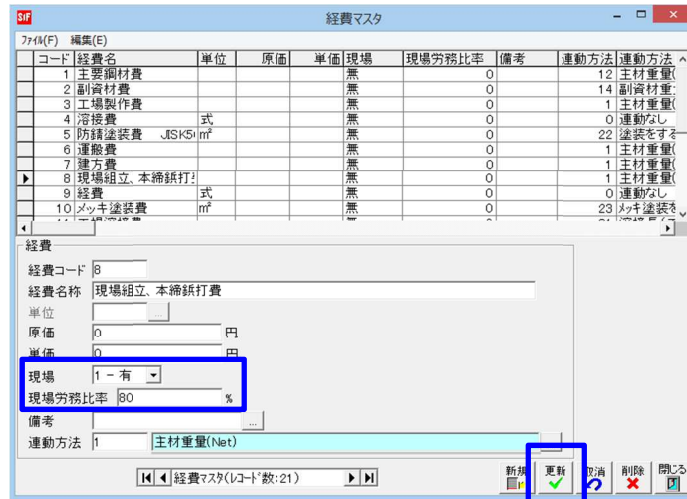 SiF 経費マスタ
ファイル(F) 編集(E)
コード 経費名 単位 原価 単価 現場 現場労務比率 備考 連動方法 連動方法
1 主要鋼材費 無 0 12 主材重量(
2 副資材費 無 0 14 副資材重
3 工場製作費 無 0 1 主材重量(
4 溶接費 式 無 0 0 連動なし
5 防錆塗装費 JISK5 m² 無 0 22 塗装をする
6 運搬費 無 0 1 主材重量(
7 建方費 無 0 1 主材重量(
8 現場組立、本締鋲打 無 0 1 主材重量(
9 経費 式 無 0 0 連動なし
10 メッキ塗装費 m² 無 0 23 メッキ塗装を
経費
経費コード 8
経費名称 現場組立、本締鋲打費
単位 ...
原価 0 円
単価 0 円
現場 1 - 有
現場労務比率 80 %
備考 ...
連動方法 1 主材重量(Net)
経費マスタ(レコード数:21)
新規 更新 取消 削除 閉じる